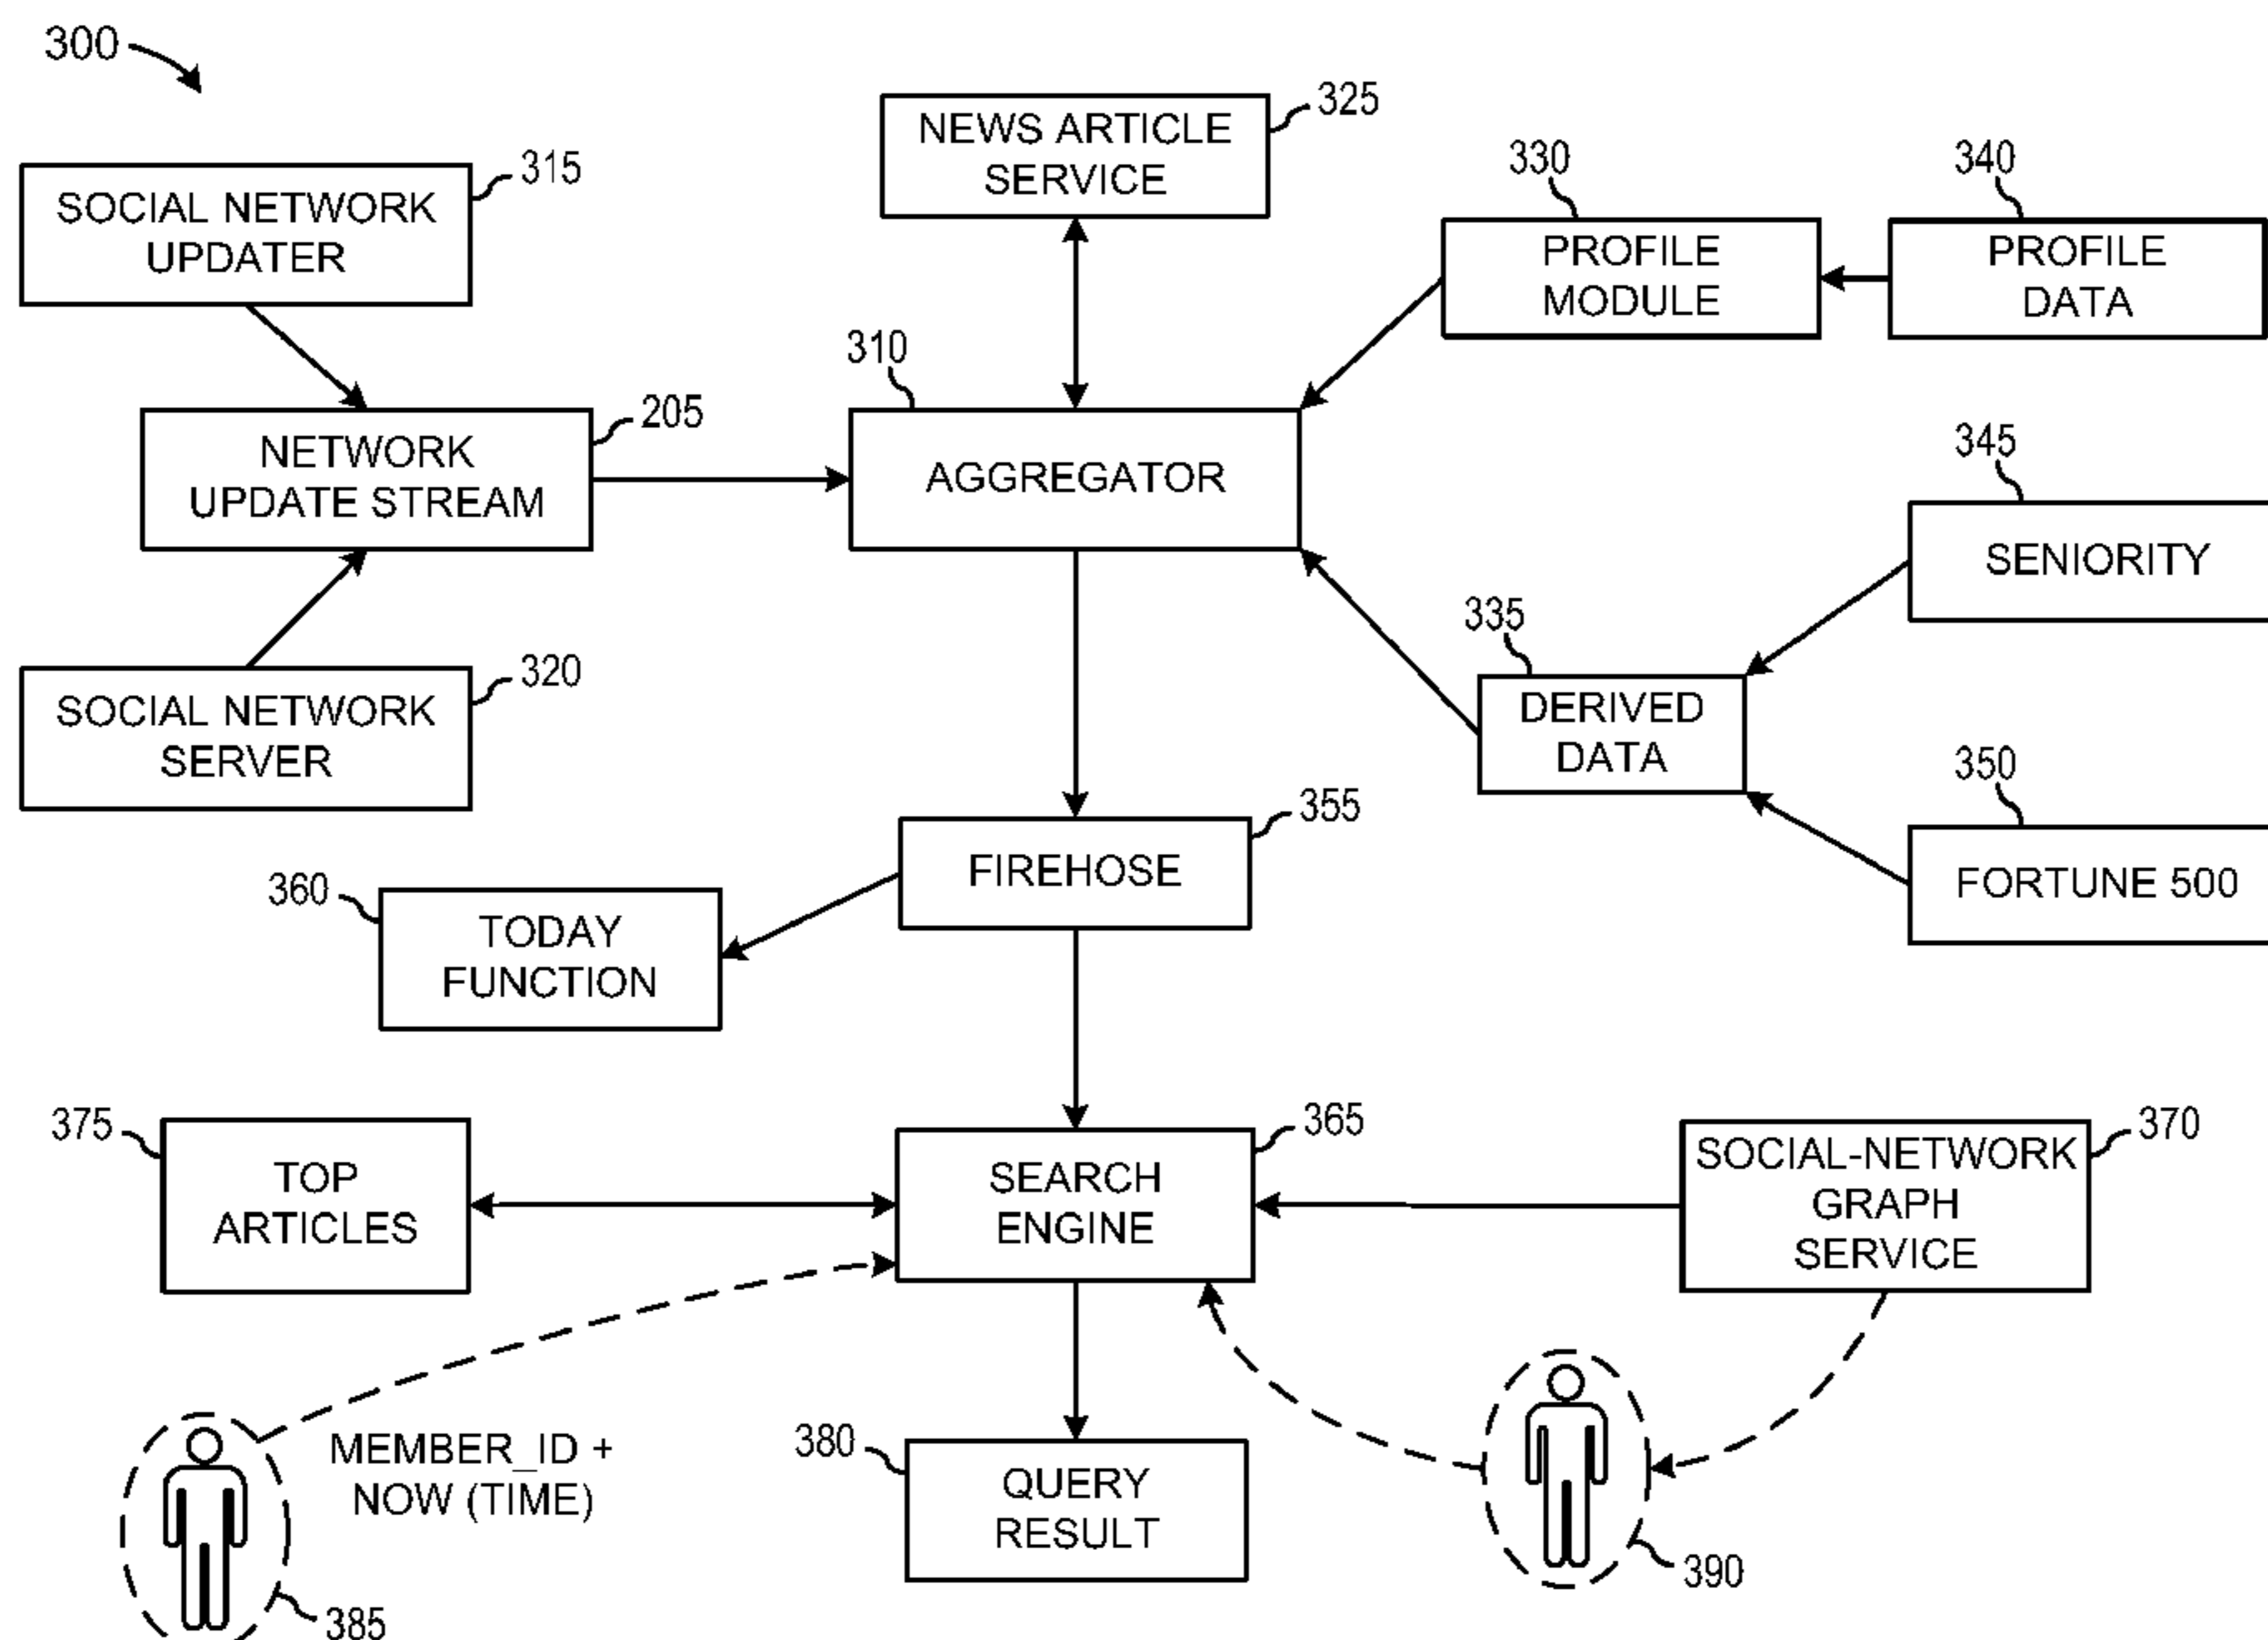 300
NEWS ARTICLE
SERVICE
325
SOCIAL NETWORK
UPDATER
315
330
PROFILE
MODULE
340
PROFILE
DATA
310
AGGREGATOR
205
NETWORK
UPDATE STREAM
345
SENIORITY
335
DERIVED
DATA
320
SOCIAL NETWORK
SERVER
350
FORTUNE 500
355
FIREHOSE
360
TODAY
FUNCTION
375
TOP
ARTICLES
365
SEARCH
ENGINE
370
SOCIAL-NETWORK
GRAPH
SERVICE
MEMBER_ID +
NOW (TIME)
385
380
QUERY
RESULT
390